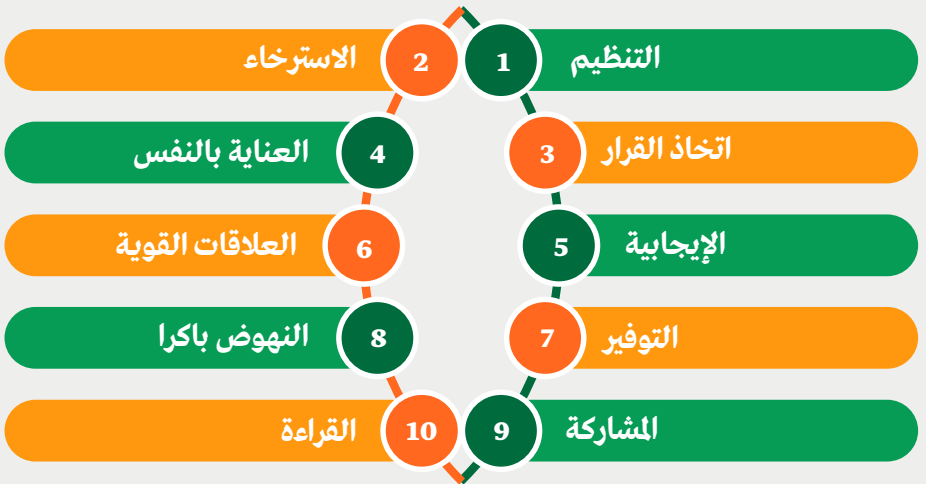 1 التنظيم
2 الاسترخاء
3 اتخاذ القرار
4 العناية بالنفس
5 الإيجابية
6 العلاقات القوية
7 التوفير
8 النهوض باكرا
9 المشاركة
10 القراءة